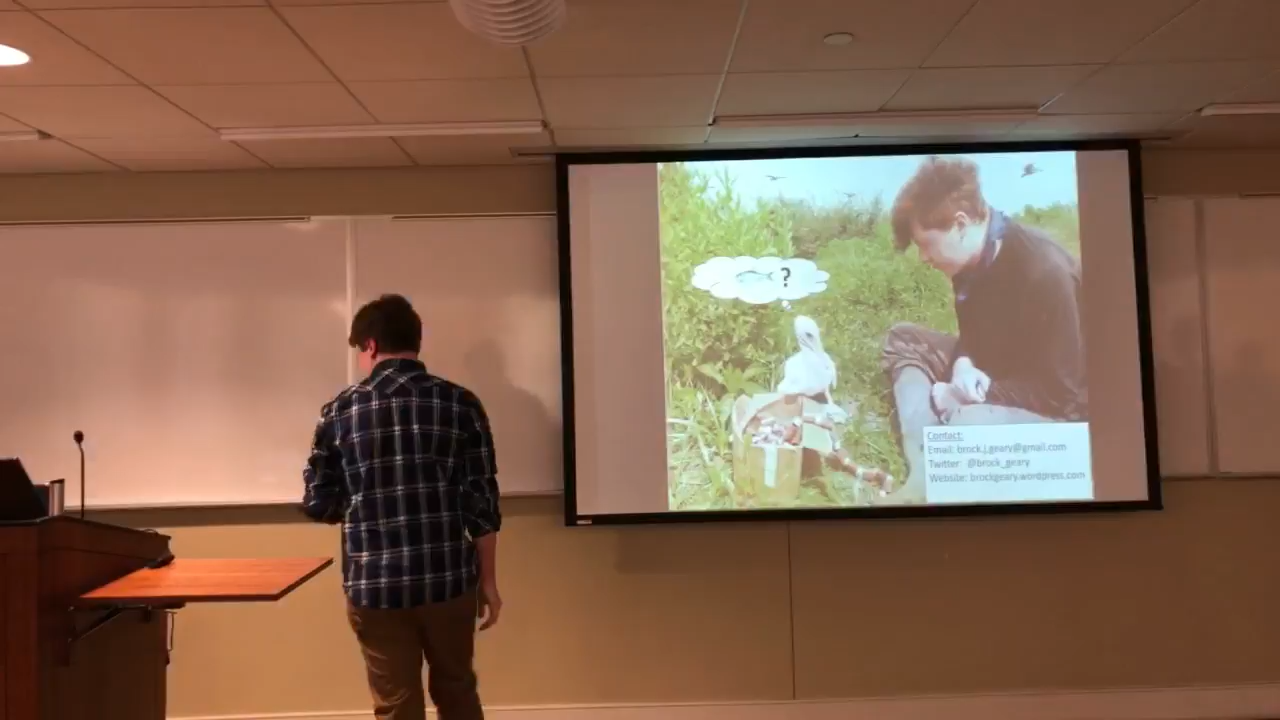 ?
Contact:
Email: brock.j.geary@gmail.com
Twitter: @brock_geary
Website: brockgeary.wordpress.com